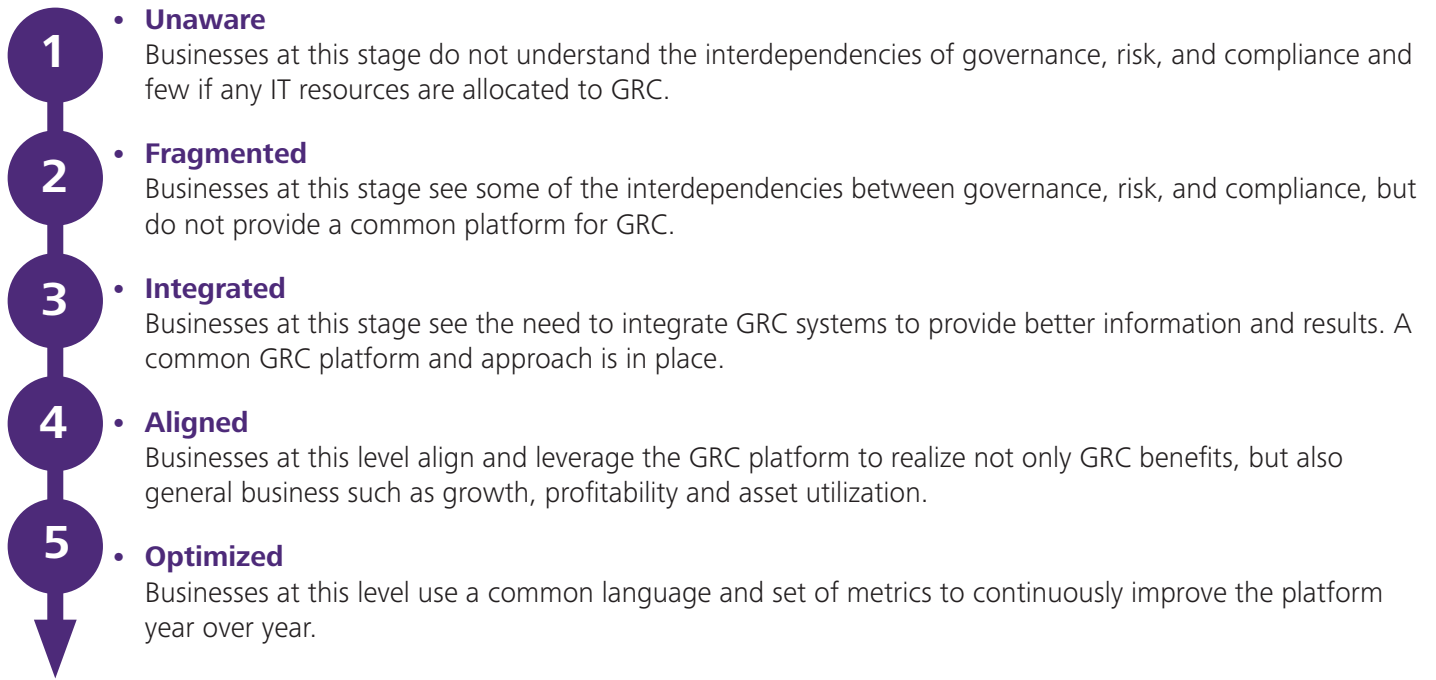 1
• Unaware
Businesses at this stage do not understand the interdependencies of governance, risk, and compliance and
few if any IT resources are allocated to GRC.
2
• Fragmented
Businesses at this stage see some of the interdependencies between governance, risk, and compliance, but
do not provide a common platform for GRC.
3
• Integrated
Businesses at this stage see the need to integrate GRC systems to provide better information and results. A
common GRC platform and approach is in place.
4
• Aligned
Businesses at this level align and leverage the GRC platform to realize not only GRC benefits, but also
general business such as growth, profitability and asset utilization.
5
• Optimized
Businesses at this level use a common language and set of metrics to continuously improve the platform
year over year.